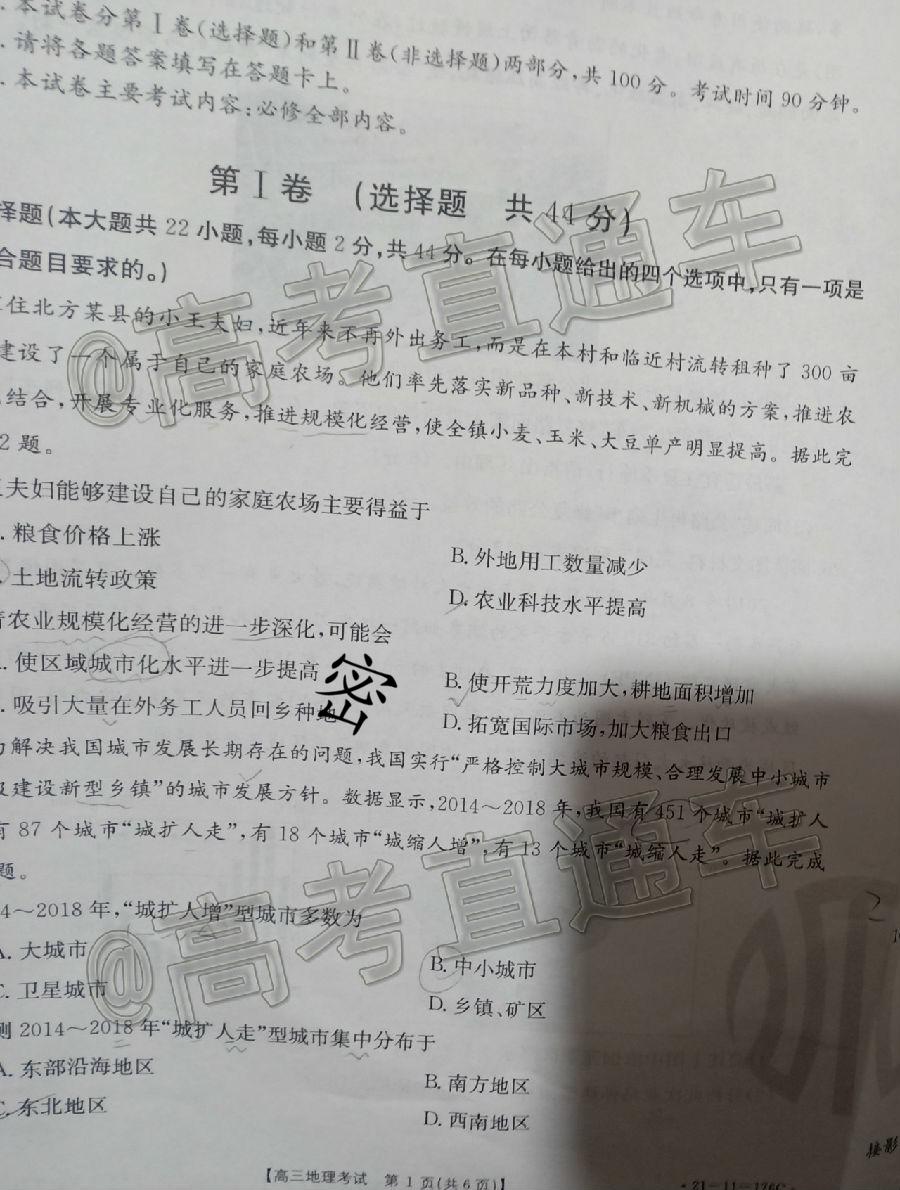 .本试卷分第Ⅰ卷(选择题)和第Ⅱ卷(非选择题)两部分,共100分。考试时间90分钟。
.请将各题答案填写在答题卡上。
.本试卷主要考试内容:必修全部内容。
第Ⅰ卷 (选择题 共44分)
择题(本大题共22小题,每小题2分,共44分。在每小题给出的四个选项中,只有一项是
合题目要求的。)
住北方某县的小王夫妇,近年来不再外出务工,而是在本村和临近村流转租种了300亩
建设了一个属于自己的家庭农场。他们率先落实新品种、新技术、新机械的方案,推进农
结合,开展专业化服务,推进规模化经营,使全镇小麦、玉米、大豆单产明显提高。据此完
2题。
夫妇能够建设自己的家庭农场主要得益于
.粮食价格上涨
B.外地用工数量减少
.土地流转政策
D.农业科技水平提高
着农业规模化经营的进一步深化,可能会
.使区域城市化水平进一步提高
B.使开荒力度加大,耕地面积增加
.吸引大量在外务工人员回乡种地
D.拓宽国际市场,加大粮食出口
密
为解决我国城市发展长期存在的问题,我国实行“严格控制大城市规模、合理发展中小城市
及建设新型乡镇”的城市发展方针。数据显示,2014～2018年,我国有451个城市“城扩人
有87个城市“城扩人走”,有18个城市“城缩人增”,有13个城市“城缩人走”。据此完成
题。
4～2018年,“城扩人增”型城市多数为
A.大城市
B.中小城市
C.卫星城市
D.乡镇、矿区
测2014～2018年“城扩人走”型城市集中分布于
A.东部沿海地区
B.南方地区
C.东北地区
D.西南地区
【高三地理考试 第1页(共6页)】
·21-11-126C·
@高考直通车
@高考直通车